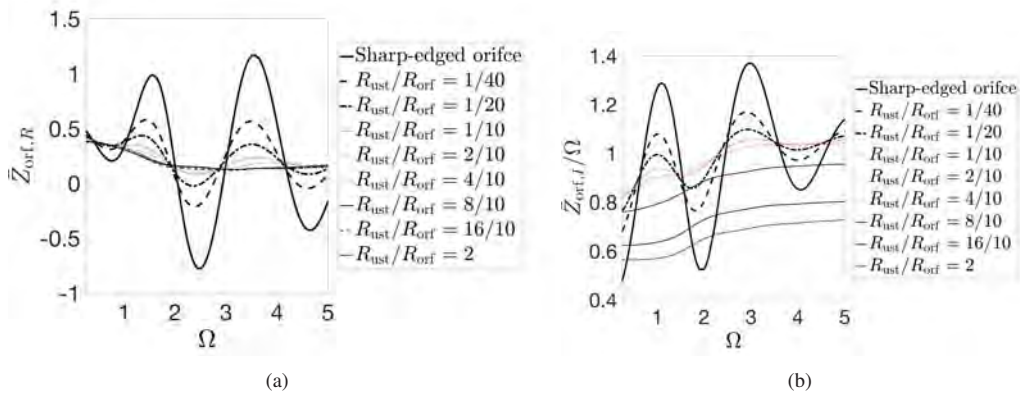 1.5
1
0.5
0
-0.5
-1
Z̄orf,R
1 2 3 4 5
Ω
Sharp-edged orifce
Rust/Rorf = 1/40
Rust/Rorf = 1/20
Rust/Rorf = 1/10
Rust/Rorf = 2/10
Rust/Rorf = 4/10
Rust/Rorf = 8/10
Rust/Rorf = 16/10
Rust/Rorf = 2
(a)
1.4
1.2
1
0.8
0.6
0.4
Z̄orf,I/Ω
1 2 3 4 5
Ω
Sharp-edged orifce
Rust/Rorf = 1/40
Rust/Rorf = 1/20
Rust/Rorf = 1/10
Rust/Rorf = 2/10
Rust/Rorf = 4/10
Rust/Rorf = 8/10
Rust/Rorf = 16/10
Rust/Rorf = 2
(b)